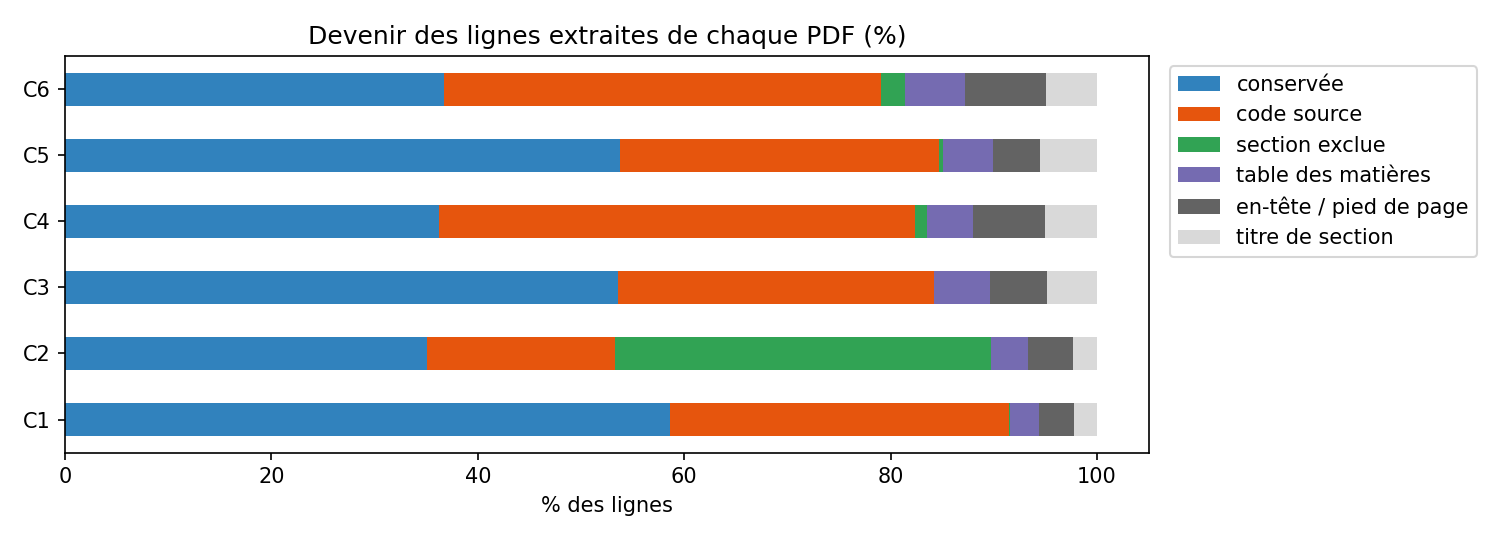 Devenir des lignes extraites de chaque PDF (%)
C6
C5
C4
C3
C2
C1
0 20 40 60 80 100
% des lignes
conservée
code source
section exclue
table des matières
en-tête / pied de page
titre de section